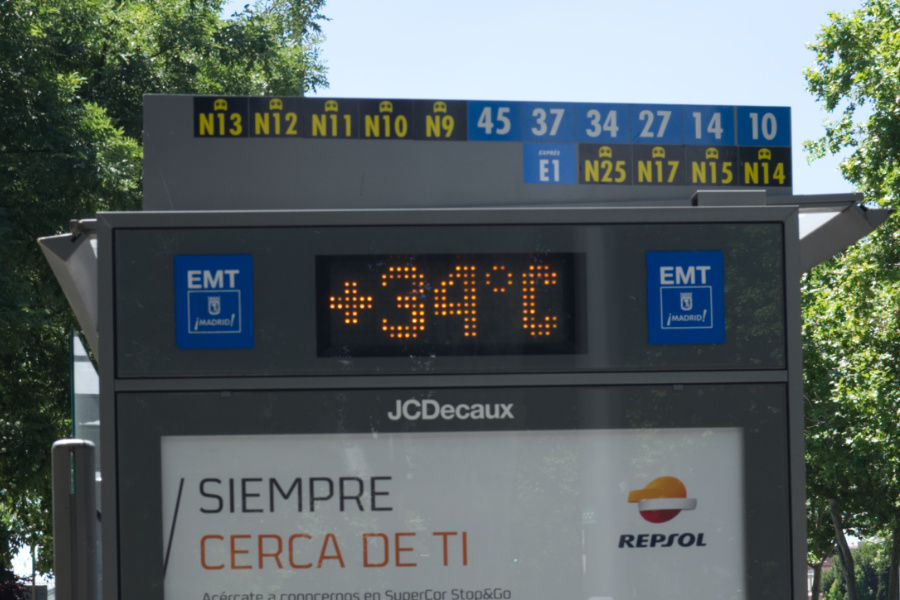 N13 N12 N11 N10 N9 45 37 34 27 14 10
EXPRÉS
E1 N25 N17 N15 N14
EMT
¡MADRID!
+34°C
EMT
¡MADRID!
JCDecaux
SIEMPRE
CERCA DE TI
REPSOL
Acércate a conocernos en SuperCor Stop&Go